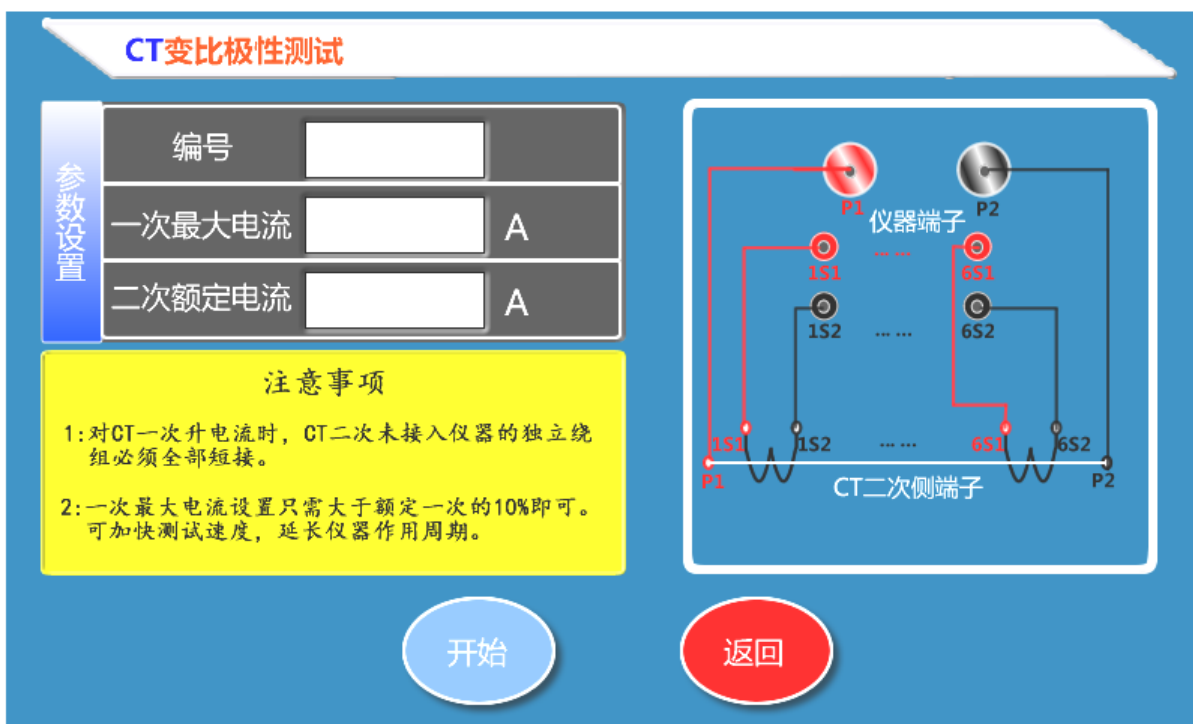 CT变比极性测试
参数设置
编号
一次最大电流 A
二次额定电流 A
注意事项
1:对CT一次升电流时，CT二次未接入仪器的独立绕
组必须全部短接。
2:一次最大电流设置只需大于额定一次的10%即可。
可加快测试速度，延长仪器作用周期。
P1 P2
仪器端子
1S1 ... ... 6S1
1S2 ... ... 6S2
1S1 1S2 ... ... 6S1 6S2
P1 P2
CT二次侧端子
开始
返回